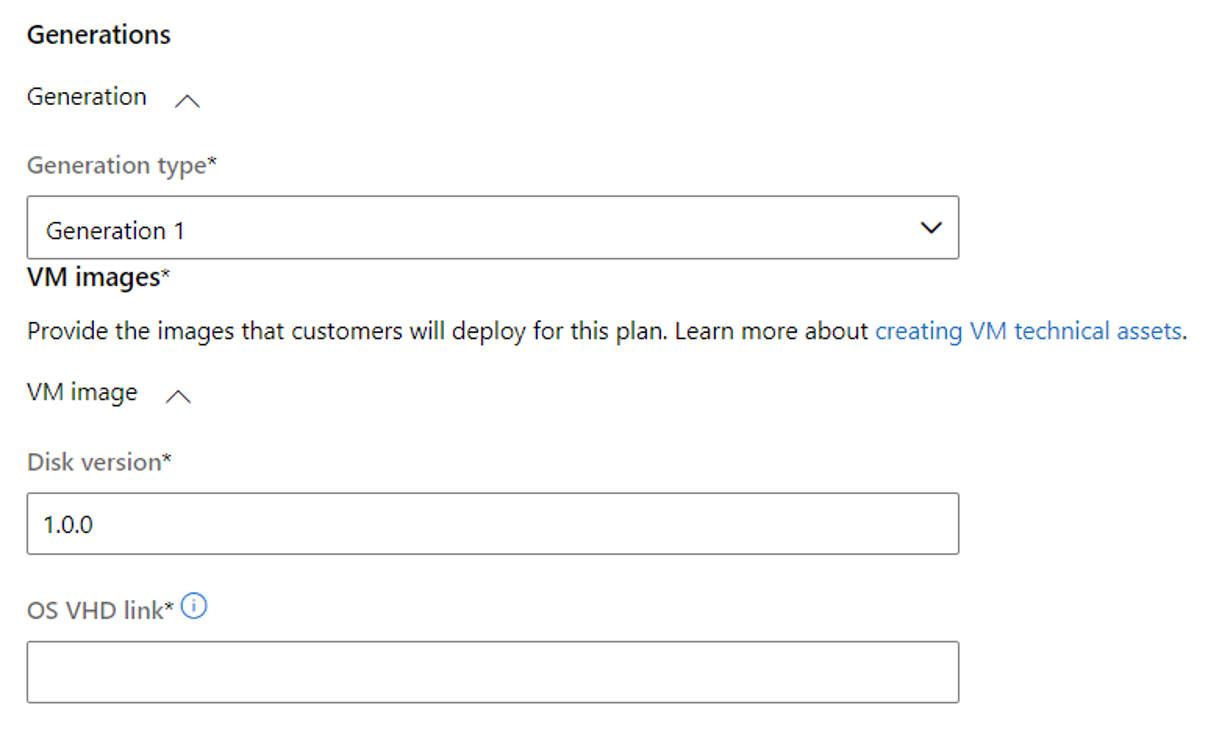 Generations
Generation
Generation type*
Generation 1
VM images*
Provide the images that customers will deploy for this plan. Learn more about creating VM technical assets.
VM image
Disk version*
1.0.0
OS VHD link*